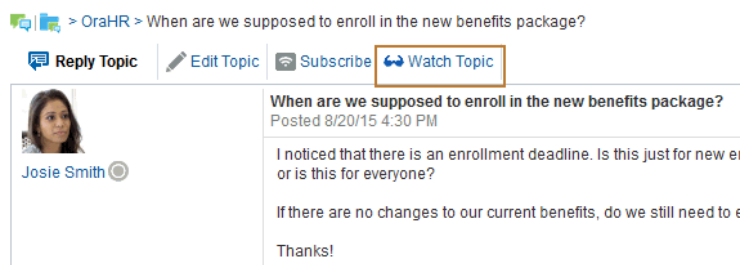 > OraHR > When are we supposed to enroll in the new benefits package?
Reply Topic Edit Topic Subscribe Watch Topic
When are we supposed to enroll in the new benefits package?
Posted 8/20/15 4:30 PM
Josie Smith
I noticed that there is an enrollment deadline. Is this just for new
or is this for everyone?
If there are no changes to our current benefits, do we still need to
Thanks!